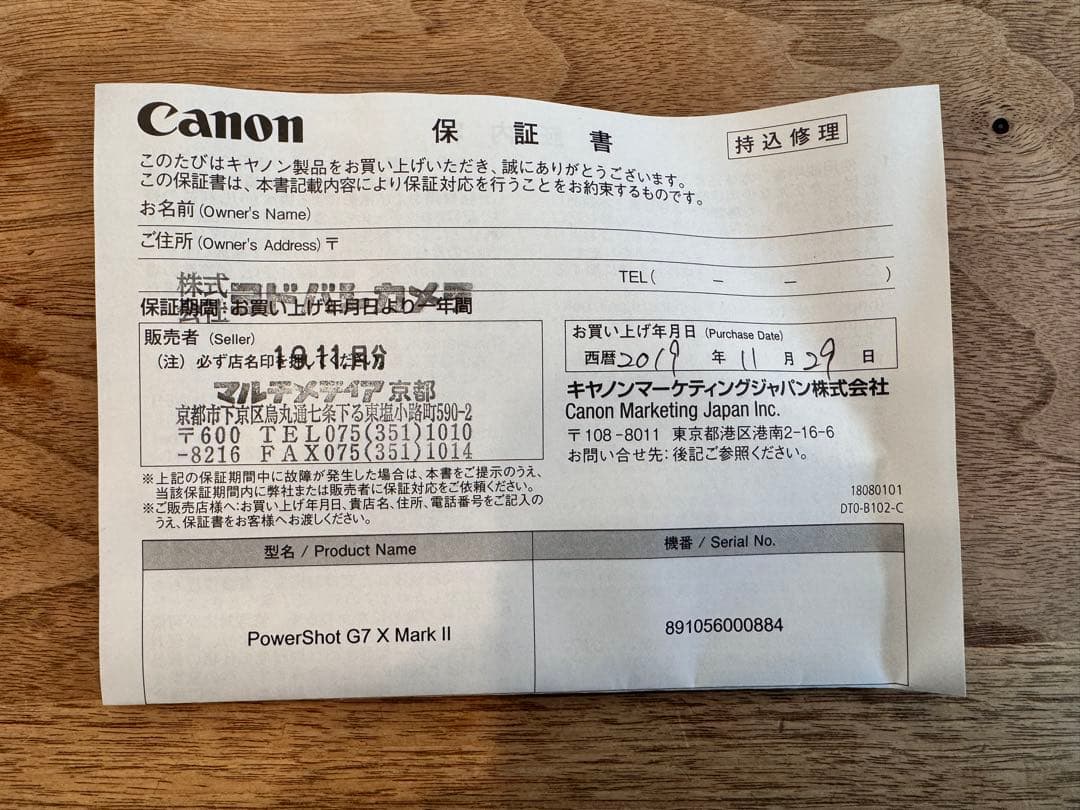 Canon 保証書 持込修理
このたびはキヤノン製品をお買い上げいただき、誠にありがとうございます。
この保証書は、本書記載内容により保証対応を行うことをお約束するものです。
お名前 (Owner's Name)
ご住所 (Owner's Address) 〒
TEL( － － )
株式会社 ヨドバシカメラ
保証期間：お買い上げ年月日より一年間
販売者 (Seller)
(注) 必ず店名印を押してください
19.11月分
マルチメディア京都
京都市下京区烏丸通七条下る東塩小路町590-2
〒600 TEL075(351)1010
-8216 FAX075(351)1014
お買い上げ年月日 (Purchase Date)
西暦2019年11月29日
キヤノンマーケティングジャパン株式会社
Canon Marketing Japan Inc.
〒108-8011 東京都港区港南2-16-6
お問い合せ先：後記ご参照ください。
※上記の保証期間中に故障が発生した場合は、本書をご提示のうえ、
当該保証期間内に弊社または販売者に保証対応をご依頼ください。
※ご販売店様へ：お買い上げ年月日、貴店名、住所、電話番号をご記入の
うえ、保証書をお客様へお渡しください。
18080101
DT0-B102-C
型名 / Product Name
機番 / Serial No.
PowerShot G7 X Mark II
891056000884